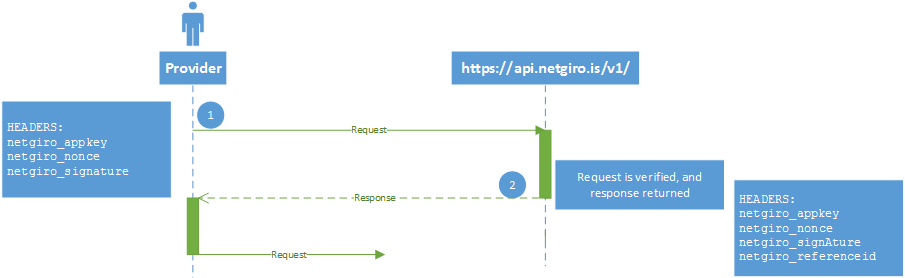 Provider
https://api.netgiro.is/v1/
1
HEADERS:
netgiro_appkey
netgiro_nonce
netgiro_signature
Request
2
Request is verified, and
response returned
Response
HEADERS:
netgiro_appkey
netgiro_nonce
netgiro_signAture
netgiro_referenceid
Request